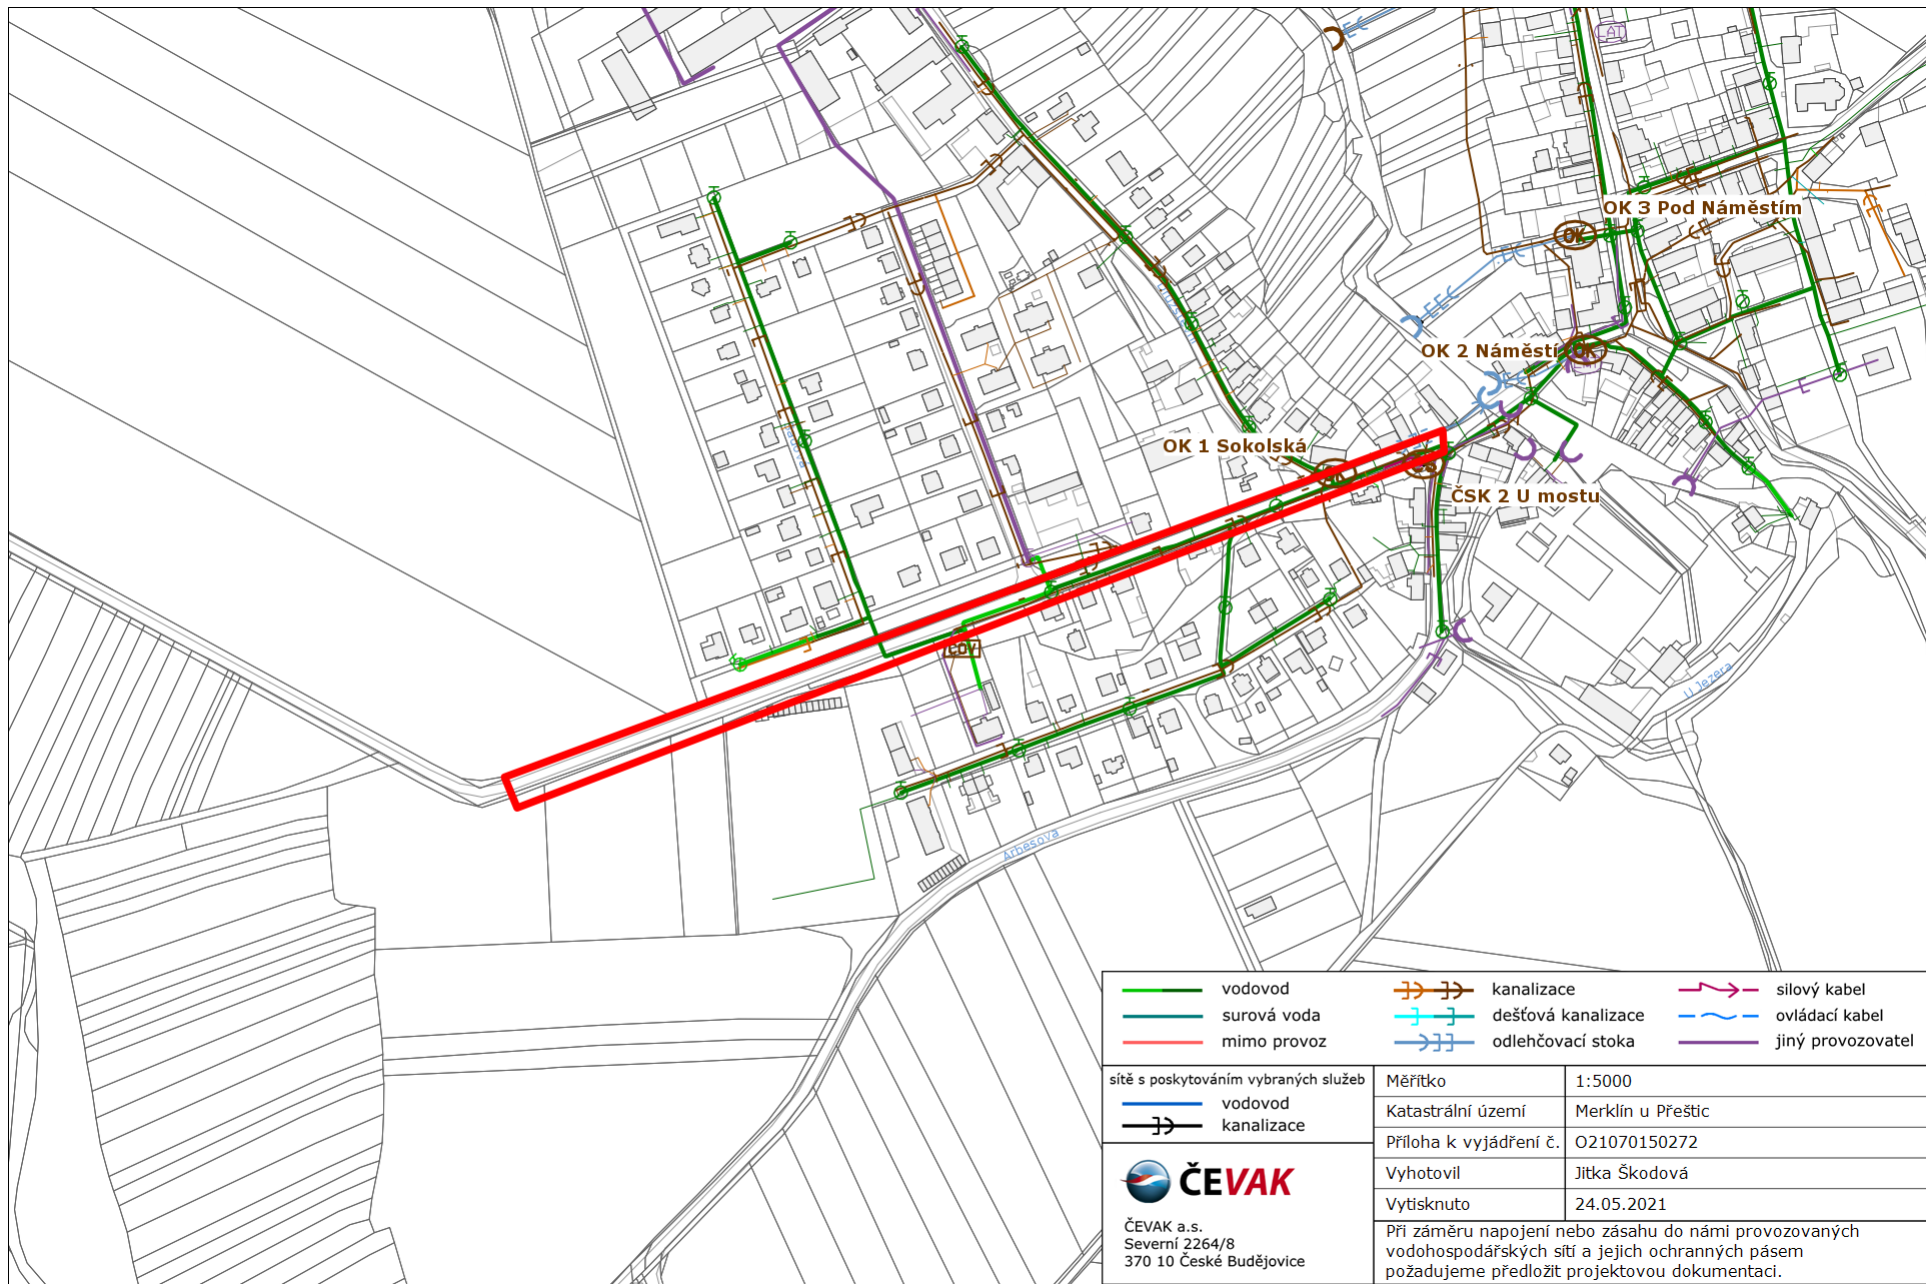 OK 3 Pod Náměstím
OK
OK 2 Náměstí
OK
OK 1 Sokolská
ČSK 2 U mostu
ČOV
U Jezera
Arbesova
vodovod
surová voda
mimo provoz
kanalizace
dešťová kanalizace
odlehčovací stoka
silový kabel
ovládací kabel
jiný provozovatel
sítě s poskytováním vybraných služeb
vodovod
kanalizace
Měřítko 1:5000
Katastrální území Merklín u Přeštic
Příloha k vyjádření č. O21070150272
Vyhotovil Jitka Škodová
Vytisknuto 24.05.2021
ČEVAK
ČEVAK a.s.
Severní 2264/8
370 10 České Budějovice
Při záměru napojení nebo zásahu do námi provozovaných
vodohospodářských sítí a jejich ochranných pásem
požadujeme předložit projektovou dokumentaci.